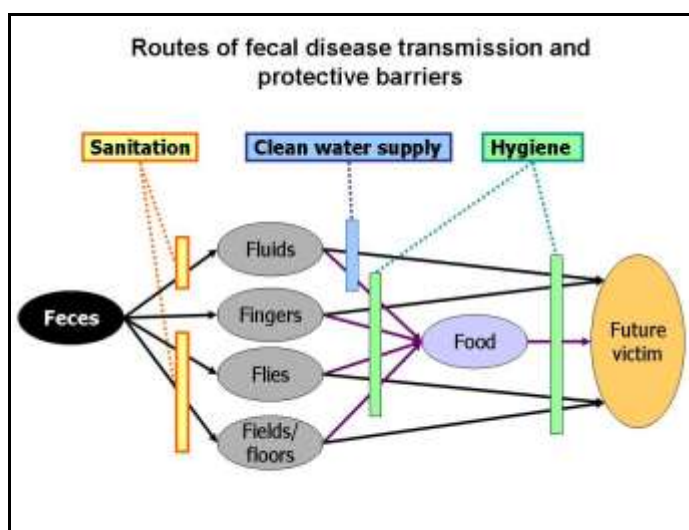 Routes of fecal disease transmission and
protective barriers
Sanitation
Clean water supply
Hygiene
Fluids
Feces
Fingers
Food
Future
victim
Flies
Fields/
floors